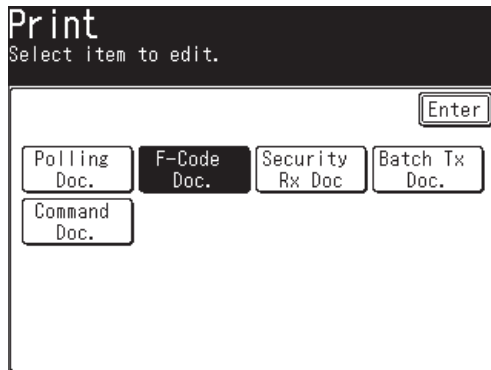 Print
Select item to edit.
Enter
Polling Doc.
F-Code Doc.
Security Rx Doc
Batch Tx Doc.
Command Doc.